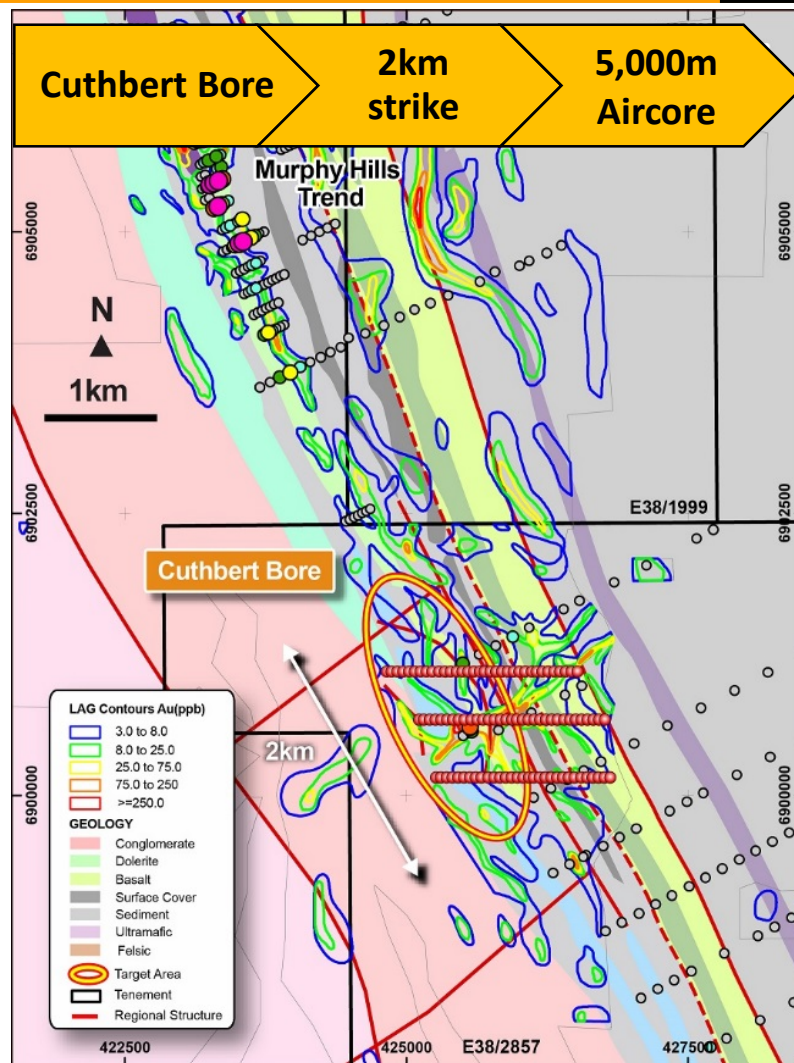 Cuthbert Bore
2km
strike
5,000m
Aircore
Murphy Hills
Trend
6905000
6905000
N
1km
6902500
6902500
E38/1999
Cuthbert Bore
2km
6900000
6900000
LAG Contours Au(ppb)
3.0 to 8.0
8.0 to 25.0
25.0 to 75.0
75.0 to 250
>=250.0
GEOLOGY
Conglomerate
Dolerite
Basalt
Surface Cover
Sediment
Ultramafic
Felsic
Target Area
Tenement
Regional Structure
422500
425000
E38/2857
427500